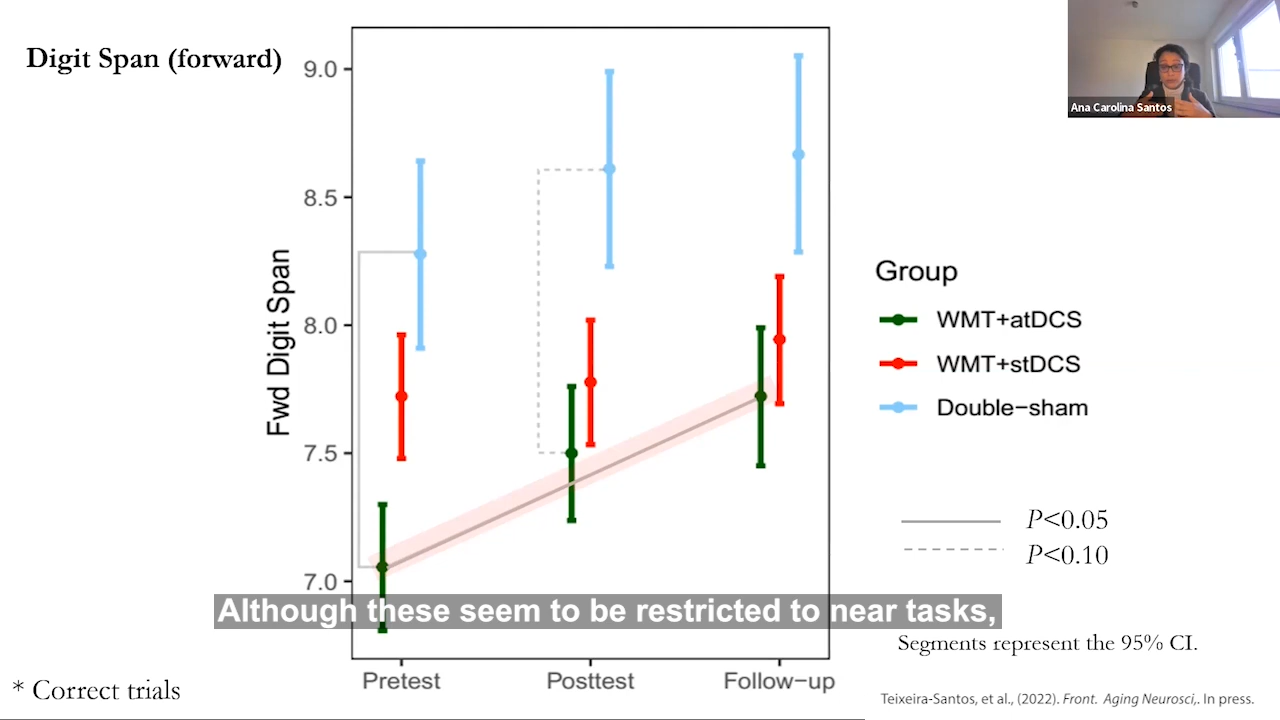 Digit Span (forward)
9.0
8.5
8.0
7.5
7.0
Fwd Digit Span
Pretest
Posttest
Follow-up
Group
WMT+atDCS
WMT+stDCS
Double-sham
P<0.05
P<0.10
Segments represent the 95% CI.
Teixeira-Santos, et al., (2022). Front. Aging Neurosci,. In press.
* Correct trials
Ana Carolina Santos
Although these seem to be restricted to near tasks,